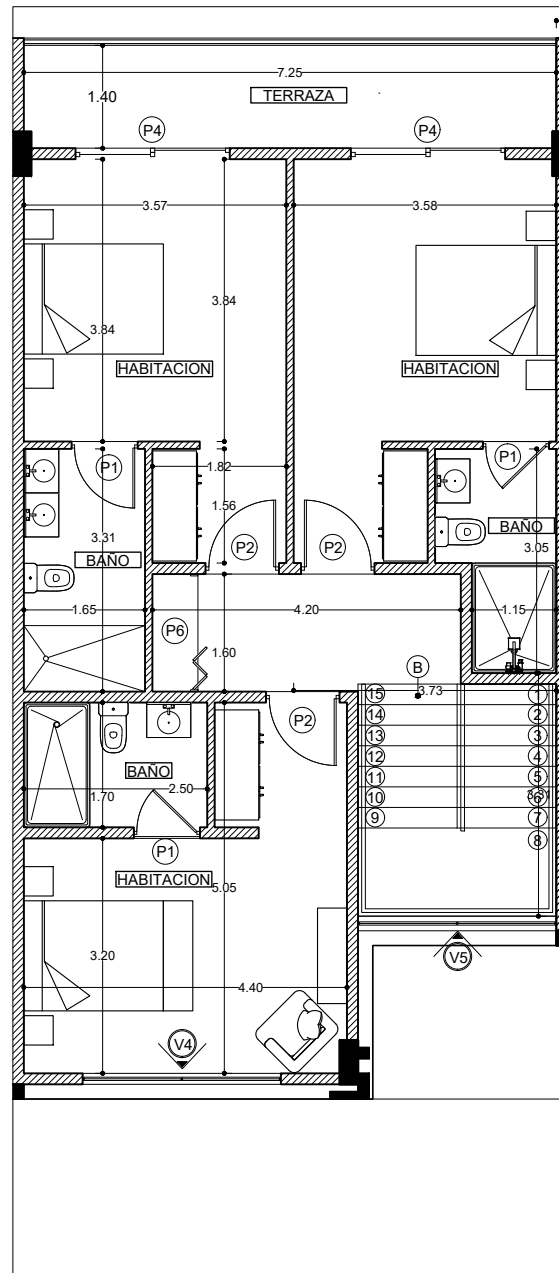 7.25
1.40
TERRAZA
P4
P4
3.57
3.58
3.84
3.84
HABITACION
HABITACION
P1
P1
1.82
1.56
3.31
BAÑO
BAÑO
3.05
P2
P2
1.65
4.20
1.15
P6
1.60
B
3.73
15
1
14
2
13
3
12
4
11
5
10
6
9
7
8
P2
BAÑO
1.70
2.50
P1
HABITACION
5.05
3.20
4.40
V4
V5